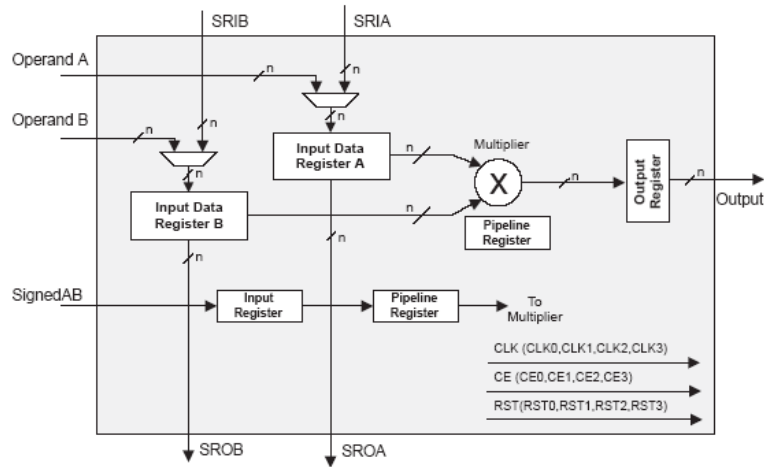 SRIB
SRIA
Operand A
n
n
n
Operand B
n
n
n
Input Data
Register A
n
Multiplier
X
n
Output
Register
n
Output
n
Input Data
Register B
n
Pipeline
Register
n
n
SignedAB
Input
Register
Pipeline
Register
To
Multiplier
CLK (CLK0,CLK1,CLK2,CLK3)
CE (CE0,CE1,CE2,CE3)
RST(RST0,RST1,RST2,RST3)
SROB
SROA